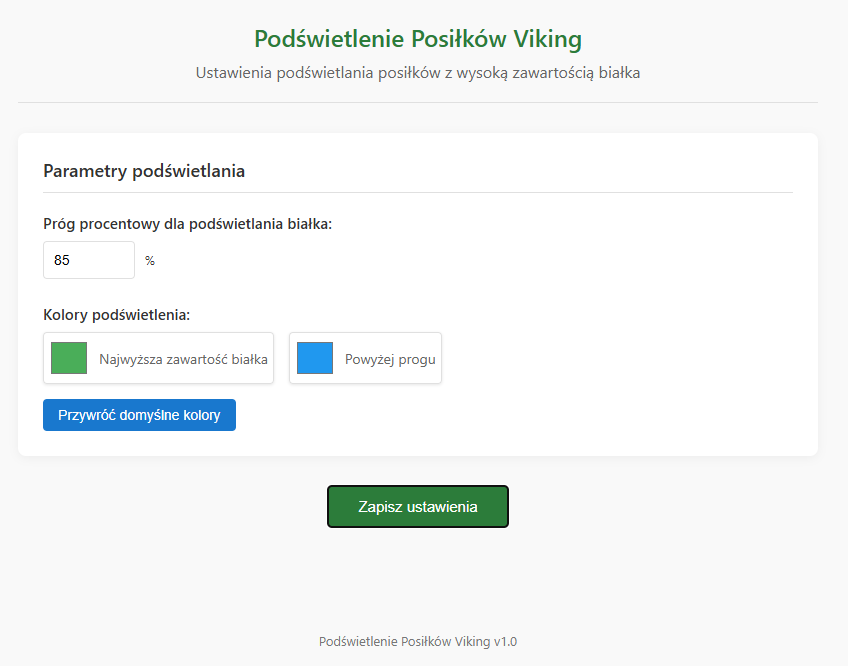 Podświetlenie Posiłków Viking
Ustawienia podświetlania posiłków z wysoką zawartością białka
Parametry podświetlania
Próg procentowy dla podświetlania białka:
85 %
Kolory podświetlenia:
Najwyższa zawartość białka Powyżej progu
Przywróć domyślne kolory
Zapisz ustawienia
Podświetlenie Posiłków Viking v1.0